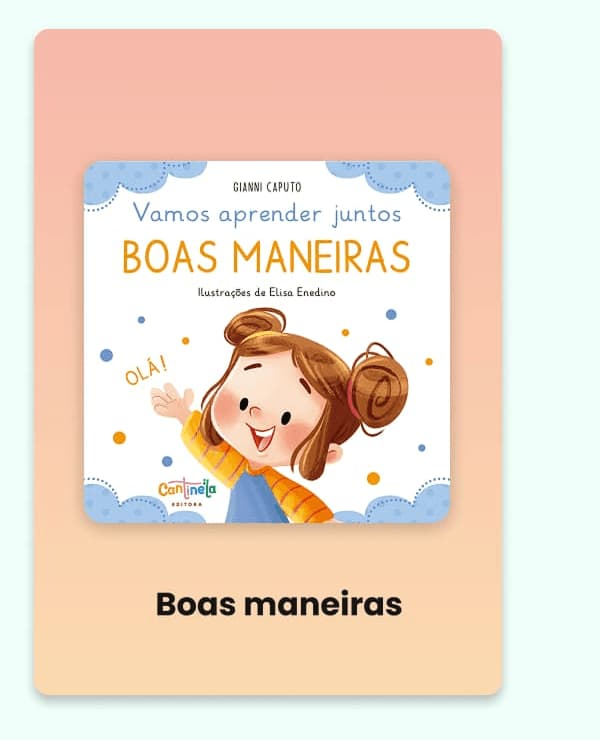 GIANNI CAPUTO
Vamos aprender juntos
BOAS MANEIRAS
Ilustrações de Elisa Enedino
OLÁ!
Cantinela
EDITORA
Boas maneiras